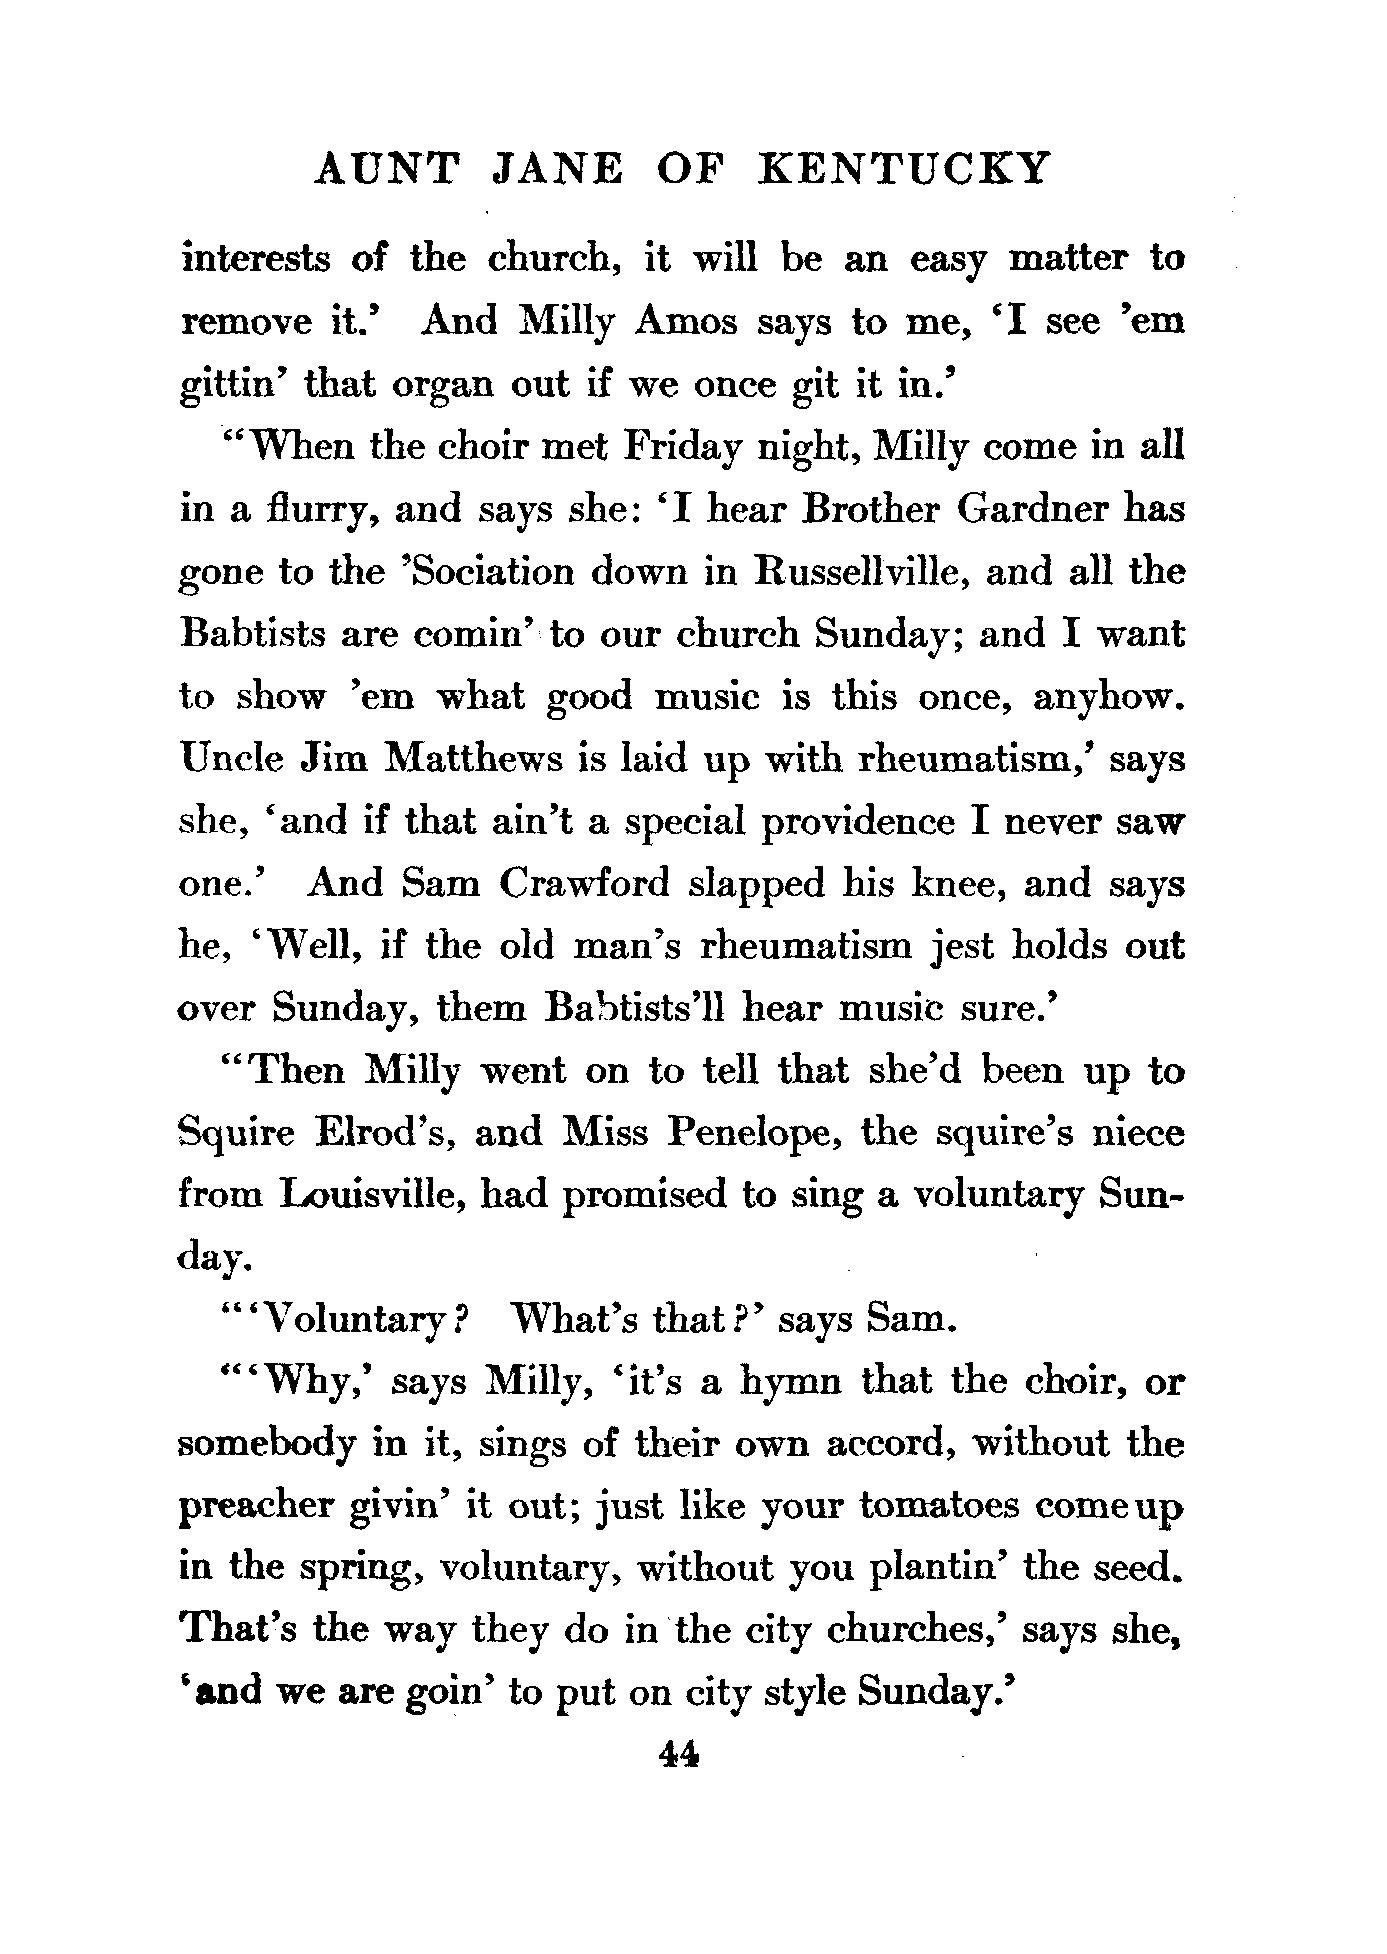 AUNT JANE OF KENTUCKY
interests of the church, it will be an easy matter to
remove it.’ And Milly Amos says to me, ‘I see ’em
gittin’ that organ out if we once git it in.’
“When the choir met Friday night, Milly come in all
in a flurry, and says she: ‘I hear Brother Gardner has
gone to the ’Sociation down in Russellville, and all the
Babtists are comin’ to our church Sunday; and I want
to show ’em what good music is this once, anyhow.
Uncle Jim Matthews is laid up with rheumatism,’ says
she, ‘and if that ain’t a special providence I never saw
one.’ And Sam Crawford slapped his knee, and says
he, ‘Well, if the old man’s rheumatism jest holds out
over Sunday, them Babtists’ll hear music sure.’
“Then Milly went on to tell that she’d been up to
Squire Elrod’s, and Miss Penelope, the squire’s niece
from Louisville, had promised to sing a voluntary Sun-
day.
“‘Voluntary? What’s that?’ says Sam.
“‘Why,’ says Milly, ‘it’s a hymn that the choir, or
somebody in it, sings of their own accord, without the
preacher givin’ it out; just like your tomatoes come up
in the spring, voluntary, without you plantin’ the seed.
That’s the way they do in the city churches,’ says she,
‘and we are goin’ to put on city style Sunday.’
44